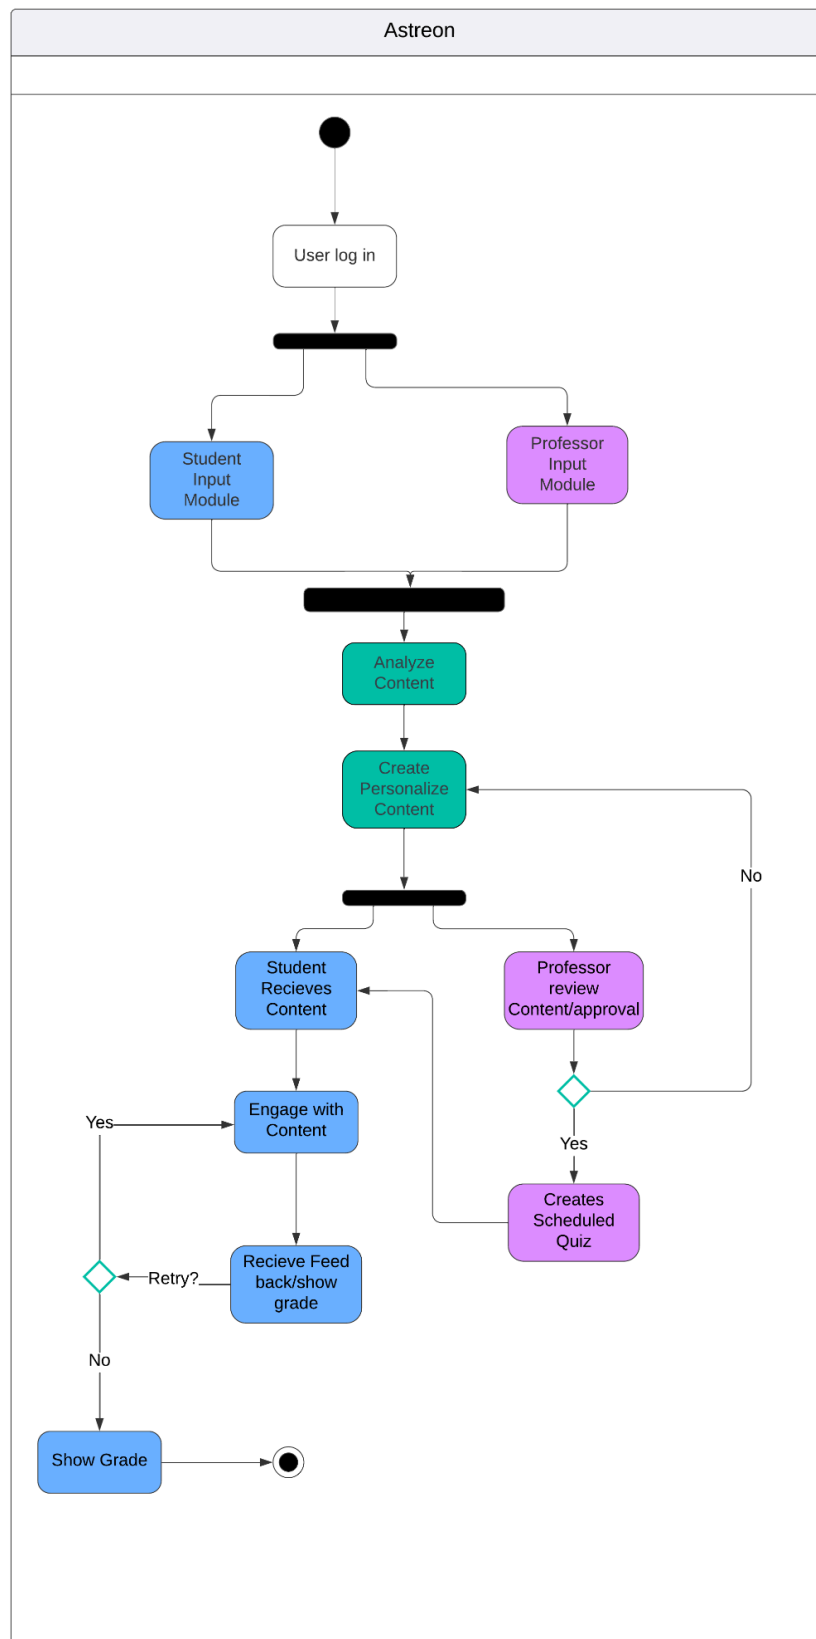 Astreon
User log in
Student
Input
Module
Professor
Input
Module
Analyze
Content
Create
Personalize
Content
No
Student
Recieves
Content
Professor
review
Content/approval
Engage with
Content
Yes
Yes
Creates
Scheduled
Quiz
Recieve Feed
back/show
grade
Retry?
No
Show Grade